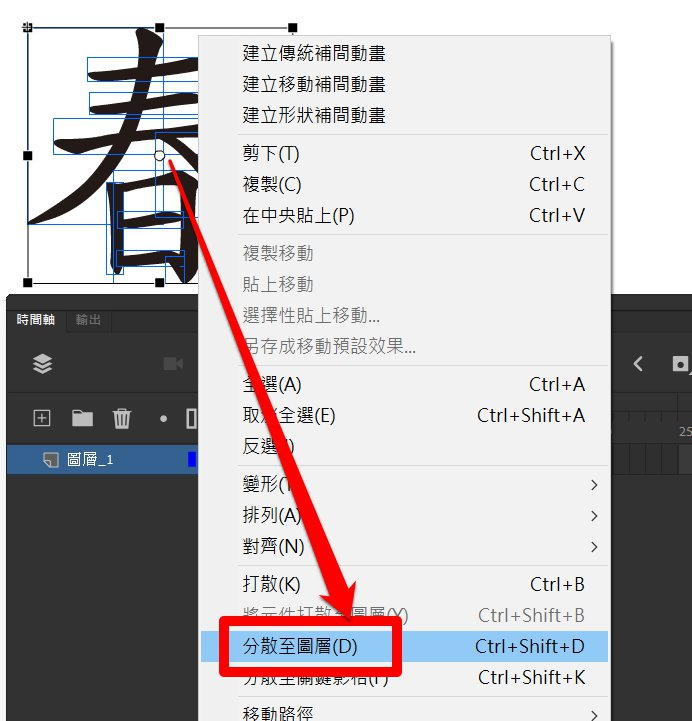 春
建立傳統補間動畫
建立移動補間動畫
建立形狀補間動畫
剪下(T) Ctrl+X
複製(C) Ctrl+C
在中央貼上(P) Ctrl+V
複製移動
貼上移動
選擇性貼上移動...
另存成移動預設效果...
時間軸 輸出
全選(A) Ctrl+A
取消全選(E) Ctrl+Shift+A
反選(I)
25
圖層_1
變形(T)
排列(A)
對齊(N)
打散(K) Ctrl+B
將元件打散至圖層(Y) Ctrl+Shift+B
分散至圖層(D) Ctrl+Shift+D
分散至關鍵影格(F) Ctrl+Shift+K
移動路徑